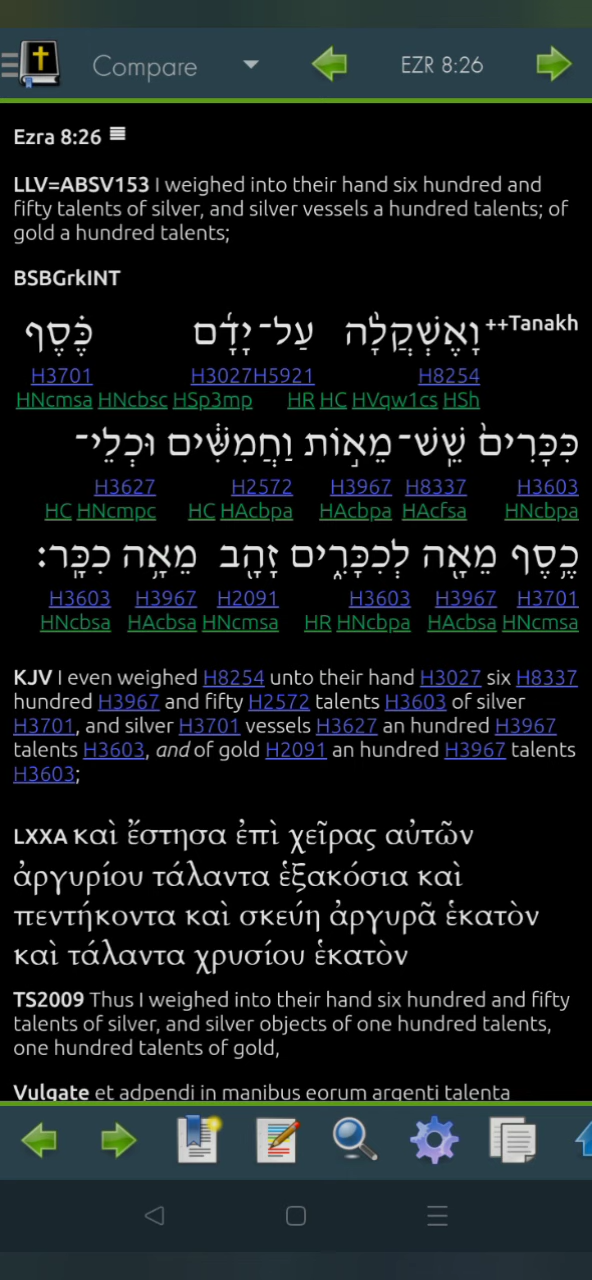 Compare
EZR 8:26
Ezra 8:26
LLV=ABSV153 I weighed into their hand six hundred and
fifty talents of silver, and silver vessels a hundred talents; of
gold a hundred talents;
BSBGrkINT
++Tanakh וָאֶשְׁקֲלָ֨ה עַל־יָדָ֜ם כֶּ֗סֶף
H8254 H3027H5921 H3701
HR HC HVqw1cs HSh HNcbsc HSp3mp HNcmsa
כִּכָּרִים֙ שֵֽׁשׁ־מֵא֣וֹת וַחֲמִשִּׁ֔ים וּכְלֵי־
H3603 H8337 H3967 H2572 H3627
HNcbpa HAcfsa HAcbpa HC HAcbpa HC HNcmpc
כֶ֥סֶף מֵאָ֖ה לְכִכָּרִ֑ים זָהָ֖ב מֵאָ֥ה כִכָּֽר׃
H3701 H3967 H3603 H2091 H3967 H3603
HNcmsa HAcbsa HR HNcbpa HNcmsa HAcbsa HNcbsa
KJV I even weighed H8254 unto their hand H3027 six H8337
hundred H3967 and fifty H2572 talents H3603 of silver
H3701, and silver H3701 vessels H3627 an hundred H3967
talents H3603, and of gold H2091 an hundred H3967 talents
H3603;
LXXA καὶ ἔστησα ἐπὶ χεῖρας αὐτῶν
ἀργυρίου τάλαντα ἑξακόσια καὶ
πεντήκοντα καὶ σκεύη ἀργυρᾶ ἑκατὸν
καὶ τάλαντα χρυσίου ἑκατὸν
TS2009 Thus I weighed into their hand six hundred and fifty
talents of silver, and silver objects of one hundred talents,
one hundred talents of gold,
Vulgate et adpendi in manibus eorum argenti talenta